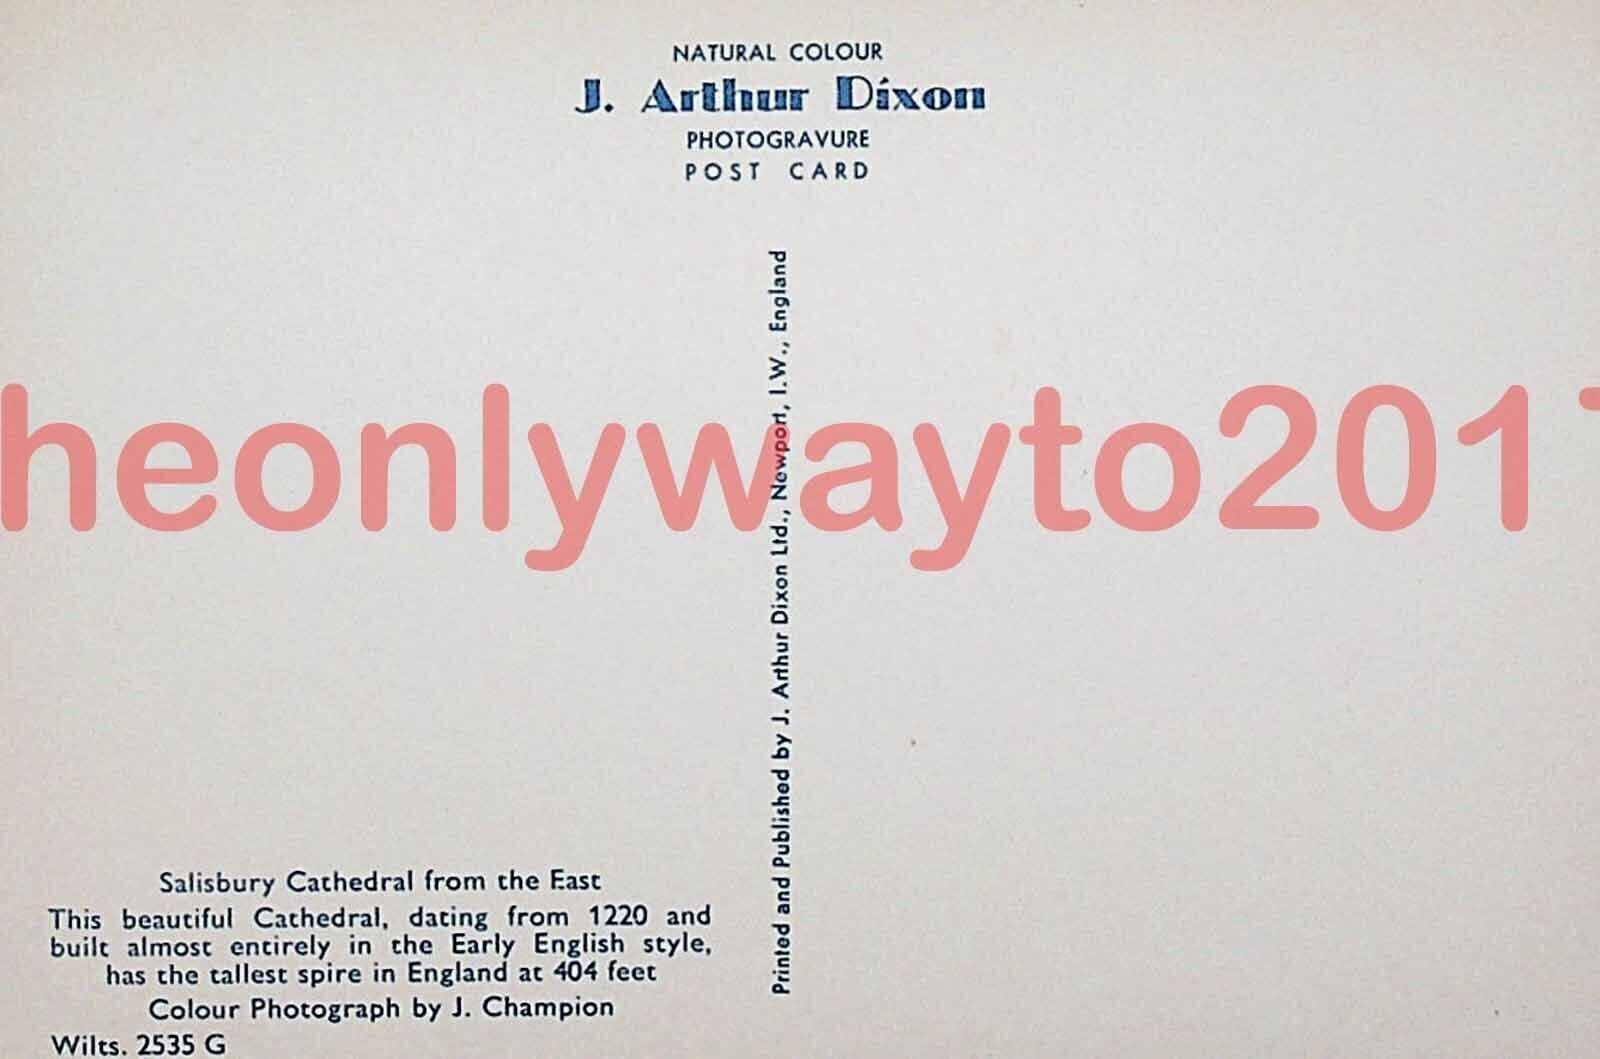 NATURAL COLOUR
J. Arthur Dixon
PHOTOGRAVURE
POST CARD
Printed and Published by J. Arthur Dixon Ltd., Newport, I.W., England
heonlywayto201
Salisbury Cathedral from the East
This beautiful Cathedral, dating from 1220 and
built almost entirely in the Early English style,
has the tallest spire in England at 404 feet
Colour Photograph by J. Champion
Wilts. 2535 G